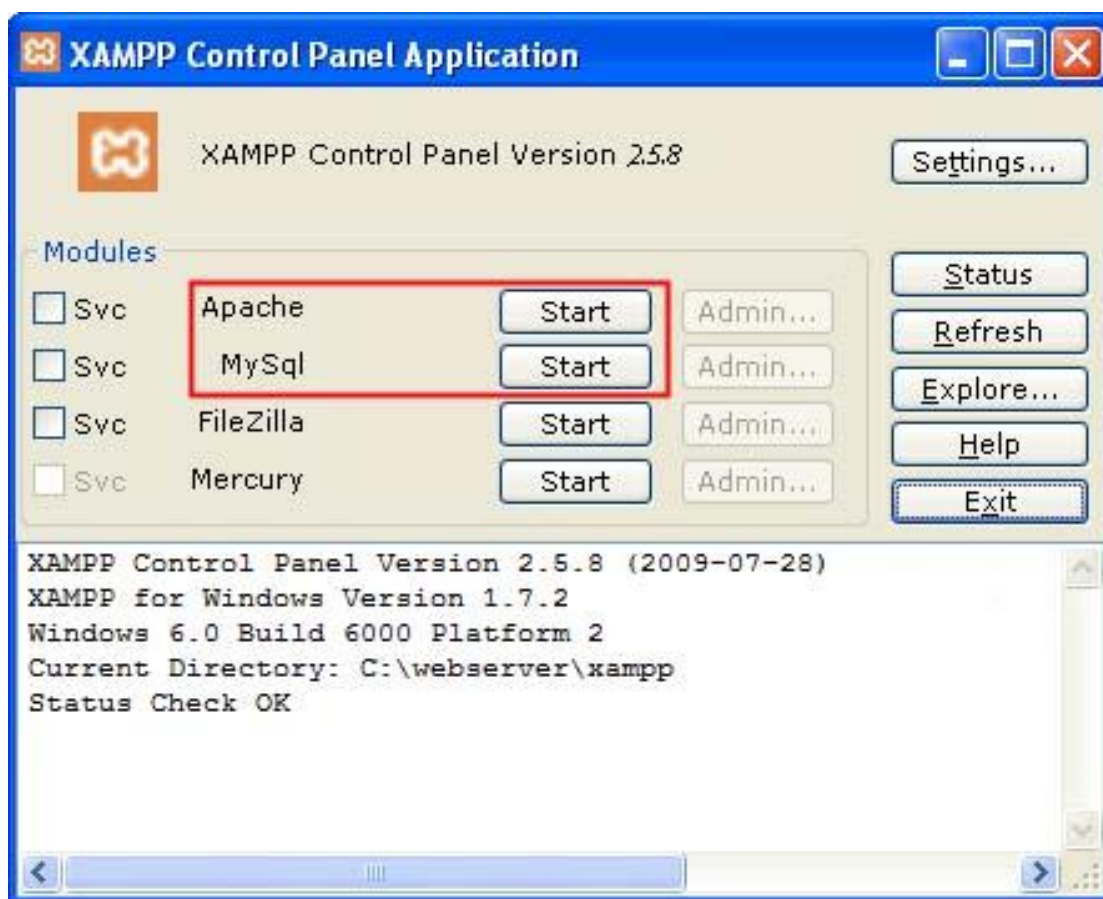 XAMPP Control Panel Application
XAMPP Control Panel Version 2.5.8
Settings...
Modules
Svc Apache Start Admin...
Svc MySql Start Admin...
Svc FileZilla Start Admin...
Svc Mercury Start Admin...
Status
Refresh
Explore...
Help
Exit
XAMPP Control Panel Version 2.5.8 (2009-07-28)
XAMPP for Windows Version 1.7.2
Windows 6.0 Build 6000 Platform 2
Current Directory: C:\webserver\xampp
Status Check OK